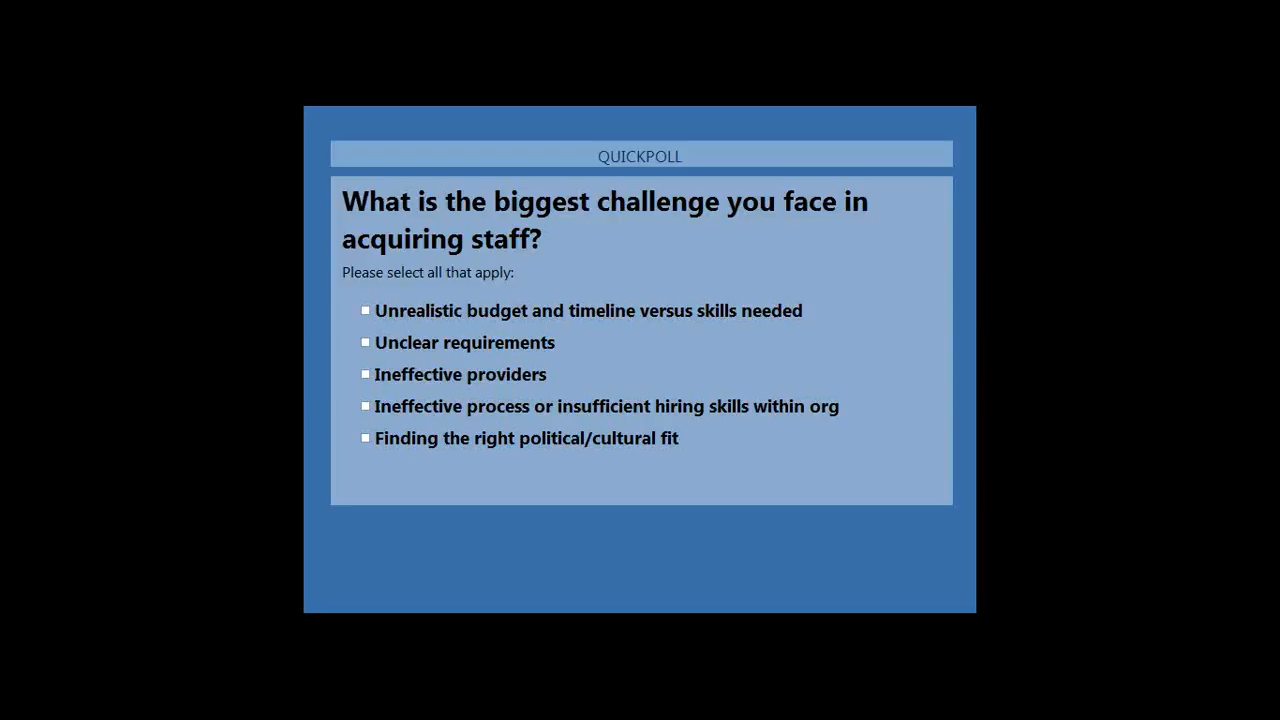 QUICKPOLL
What is the biggest challenge you face in
acquiring staff?
Please select all that apply:
Unrealistic budget and timeline versus skills needed
Unclear requirements
Ineffective providers
Ineffective process or insufficient hiring skills within org
Finding the right political/cultural fit